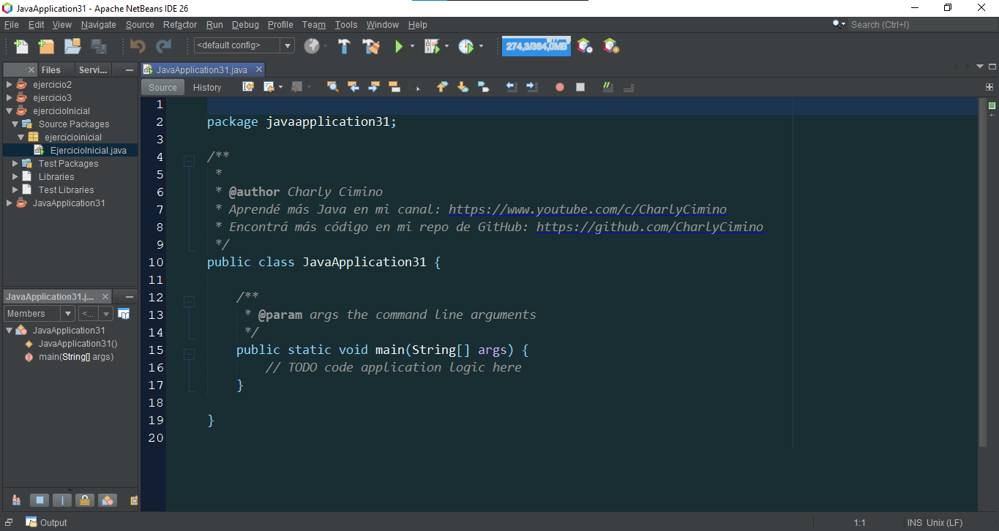 JavaApplication31 - Apache NetBeans IDE 26
File Edit View Navigate Source Refactor Run Debug Profile Team Tools Window Help
Search (Ctrl+I)
<default config>
274,3/384,0MB
Files
Servi...
JavaApplication31.java
Source
History
ejercicio2
ejercicio3
ejercicioInicial
Source Packages
ejercicioinicial
EjercicioInicial.java
Test Packages
Libraries
Test Libraries
JavaApplication31
1
2 package javaapplication31;
3
4 /**
5 *
6 * @author Charly Cimino
7 * Aprendé más Java en mi canal: https://www.youtube.com/c/CharlyCimino
8 * Encontrá más código en mi repo de GitHub: https://github.com/CharlyCimino
9 */
10 public class JavaApplication31 {
11
12 /**
13 * @param args the command line arguments
14 */
15 public static void main(String[] args) {
16 // TODO code application logic here
17 }
18
19 }
20
JavaApplication31.j...
Members
<...
JavaApplication31
JavaApplication31()
main(String[] args)
Output
1:1
INS
Unix (LF)